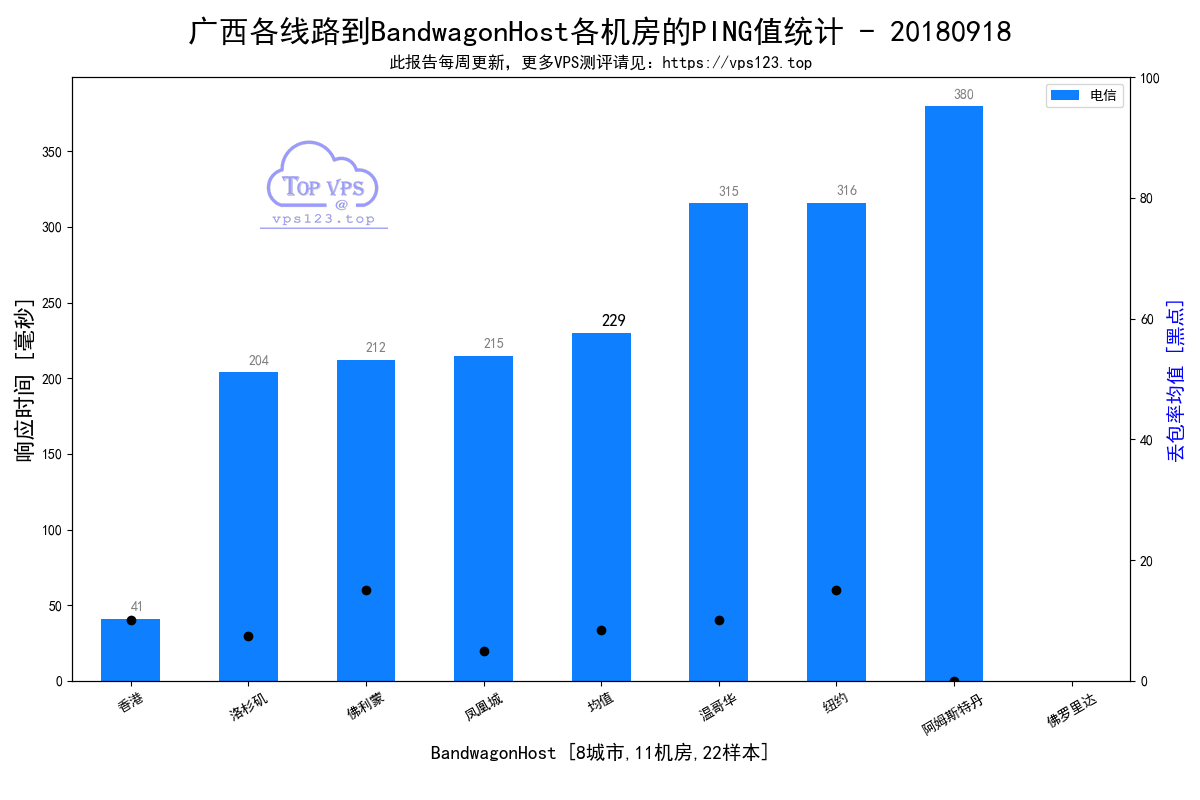 广西各线路到BandwagonHost各机房的PING值统计 - 20180918
此报告每周更新，更多VPS测评请见：https://vps123.top
电信
TOP VPS
@
vps123.top
响应时间 [毫秒]
350
300
250
200
150
100
50
0
41
204
212
215
229
315
316
380
100
80
60
40
20
0
丢包率均值 [黑点]
香港
洛杉矶
佛利蒙
凤凰城
均值
温哥华
纽约
阿姆斯特丹
佛罗里达
BandwagonHost [8城市,11机房,22样本]